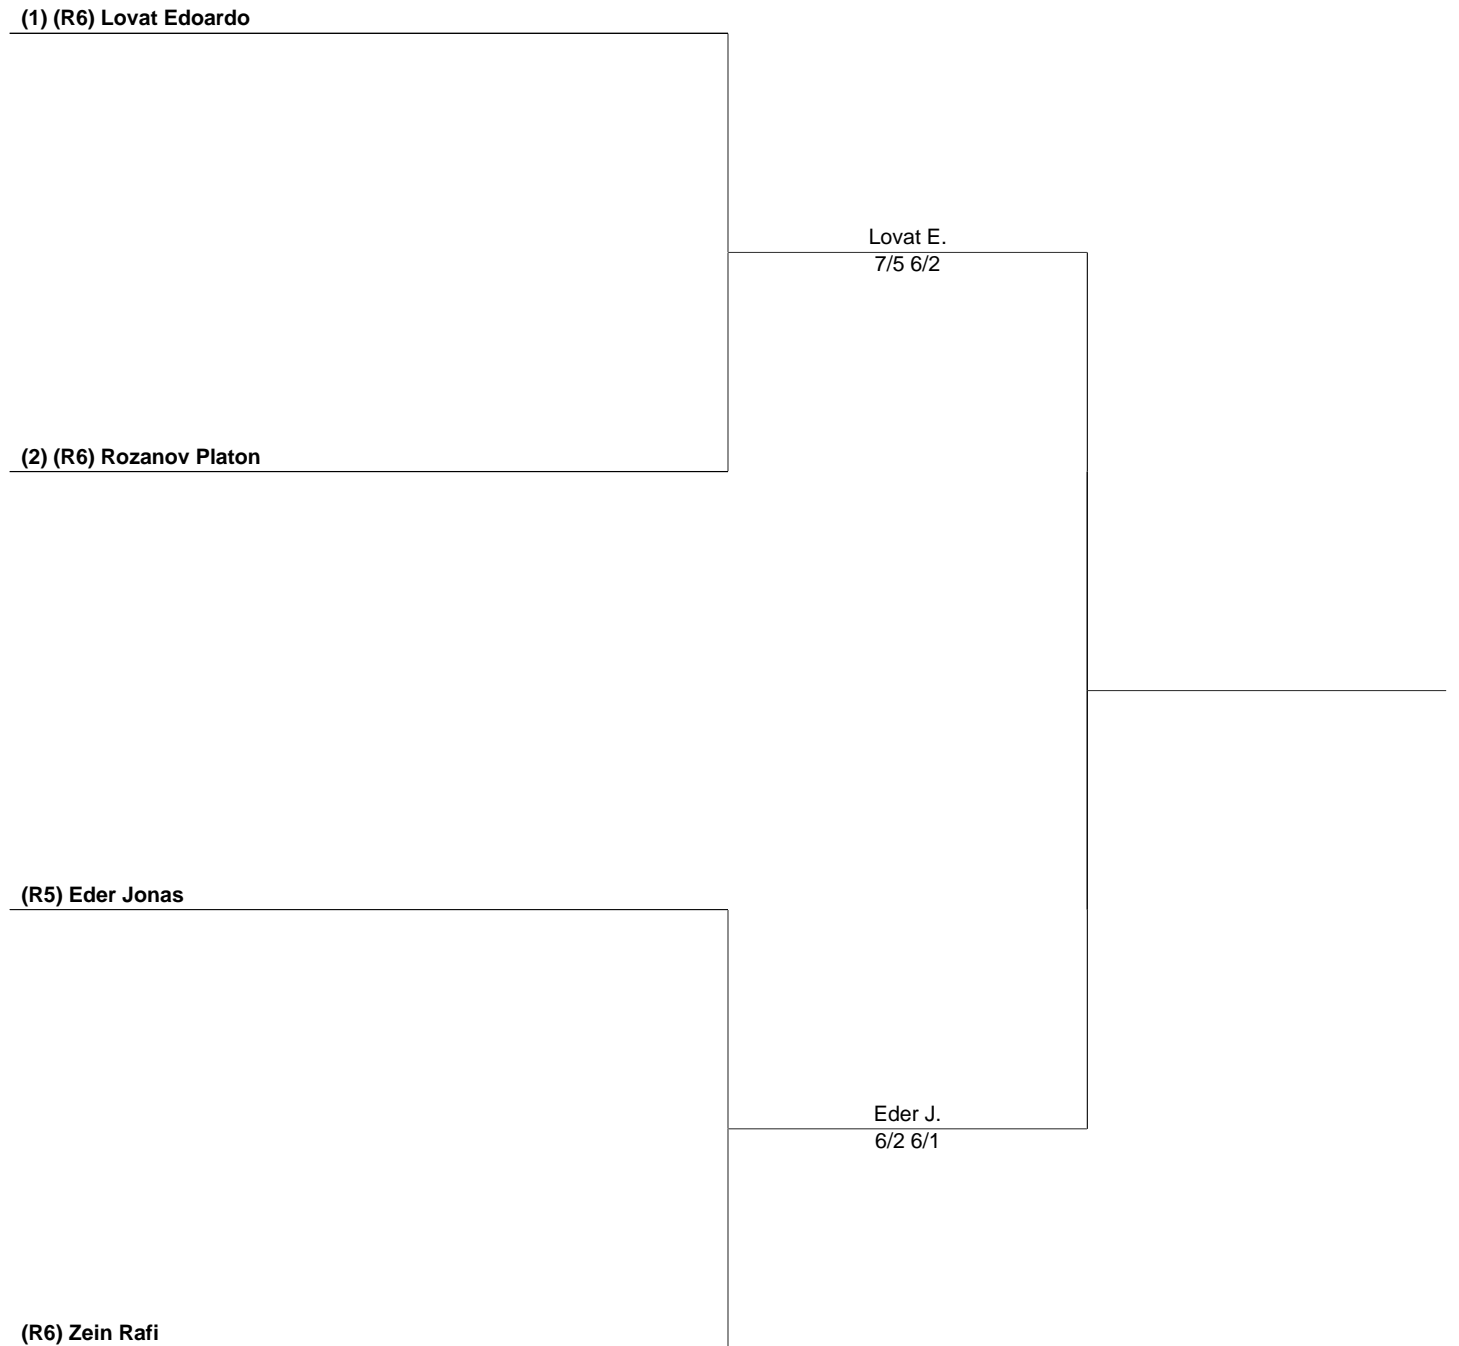 (1) (R6) Lovat Edoardo
Lovat E.
7/5 6/2
(2) (R6) Rozanov Platon
(R5) Eder Jonas
Eder J.
6/2 6/1
(R6) Zein Rafi